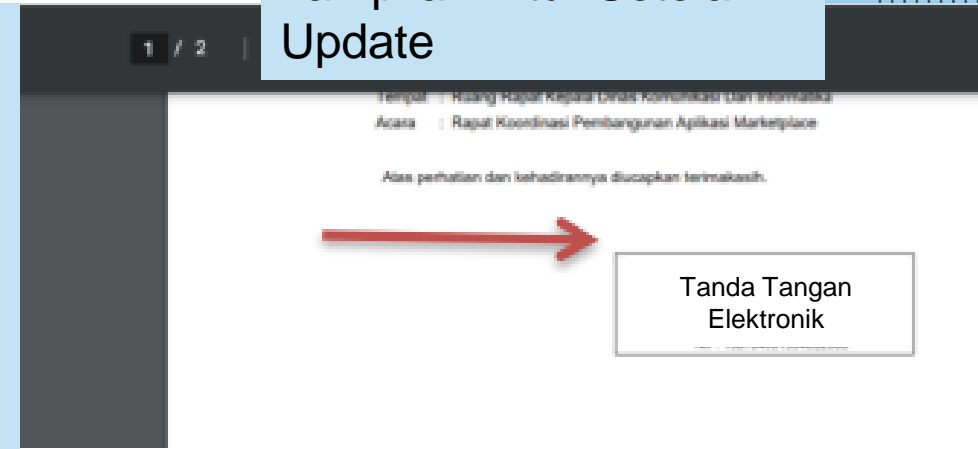 Update
1 / 2
Tempat : Ruang Rapat Kepala Dinas Komunikasi Dan Informatika
Acara : Rapat Koordinasi Pembangunan Aplikasi Marketplace
Atas perhatian dan kehadirannya diucapkan terimakasih.
Tanda Tangan
Elektronik